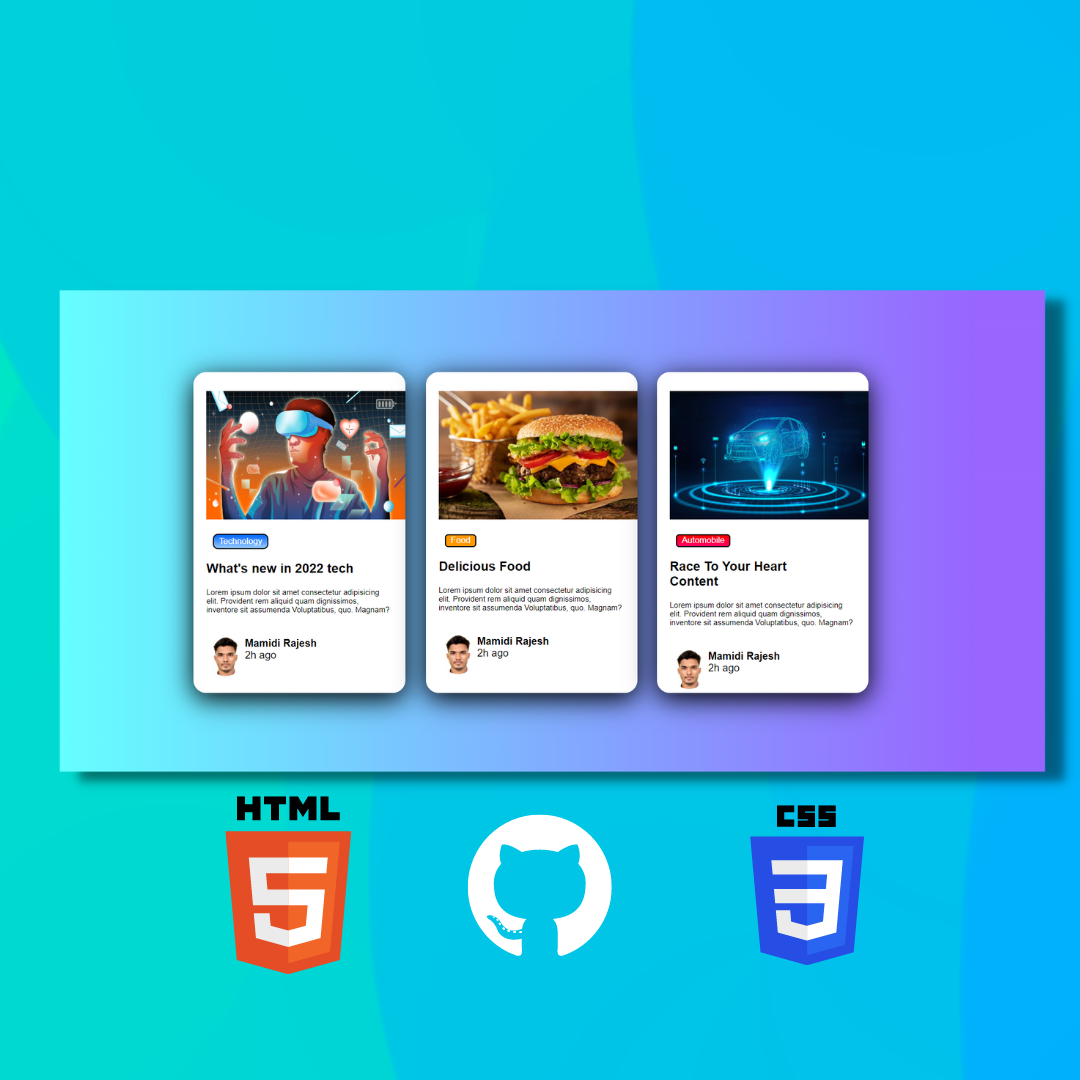 Technology
What's new in 2022 tech
Lorem ipsum dolor sit amet consectetur adipisicing
elit. Provident rem aliquid quam dignissimos,
inventore sit assumenda Voluptatibus, quo. Magnam?
Mamidi Rajesh
2h ago
Food
Delicious Food
Lorem ipsum dolor sit amet consectetur adipisicing
elit. Provident rem aliquid quam dignissimos,
inventore sit assumenda Voluptatibus, quo. Magnam?
Mamidi Rajesh
2h ago
Automobile
Race To Your Heart
Content
Lorem ipsum dolor sit amet consectetur adipisicing
elit. Provident rem aliquid quam dignissimos,
inventore sit assumenda Voluptatibus, quo. Magnam?
Mamidi Rajesh
2h ago
HTML
5
CSS
3